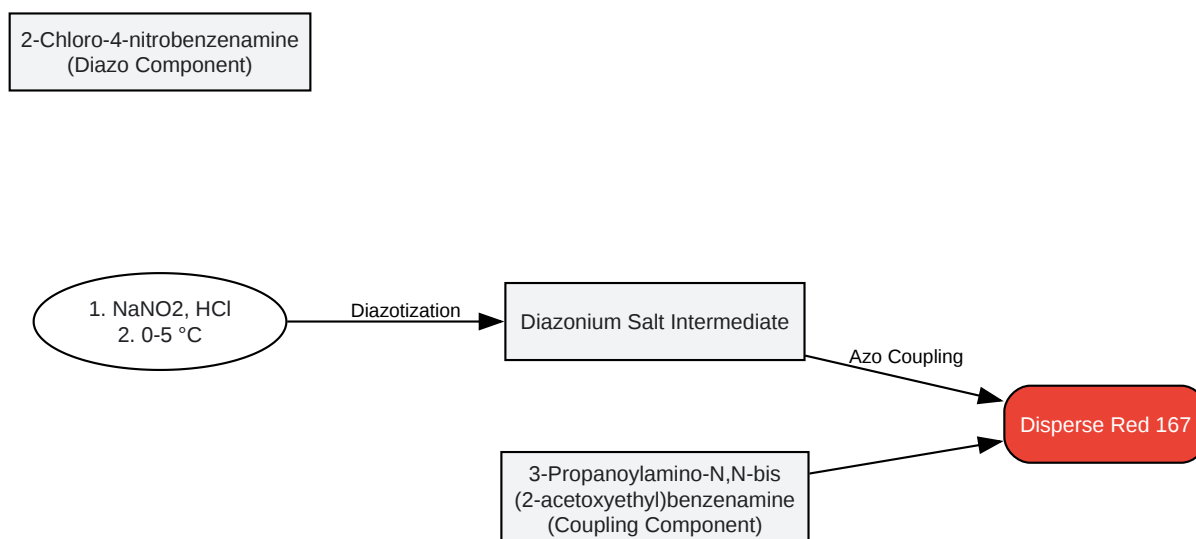 2-Chloro-4-nitrobenzenamine
(Diazo Component)
1. NaNO2, HCl
2. 0-5 °C
Diazotization
Diazonium Salt Intermediate
Azo Coupling
Disperse Red 167
3-Propanoylamino-N,N-bis
(2-acetoxyethyl)benzenamine
(Coupling Component)